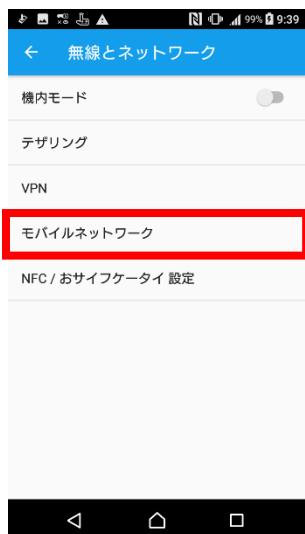 99% 9:39
無線とネットワーク
機内モード
テザリング
VPN
モバイルネットワーク
NFC / おサイフケータイ 設定